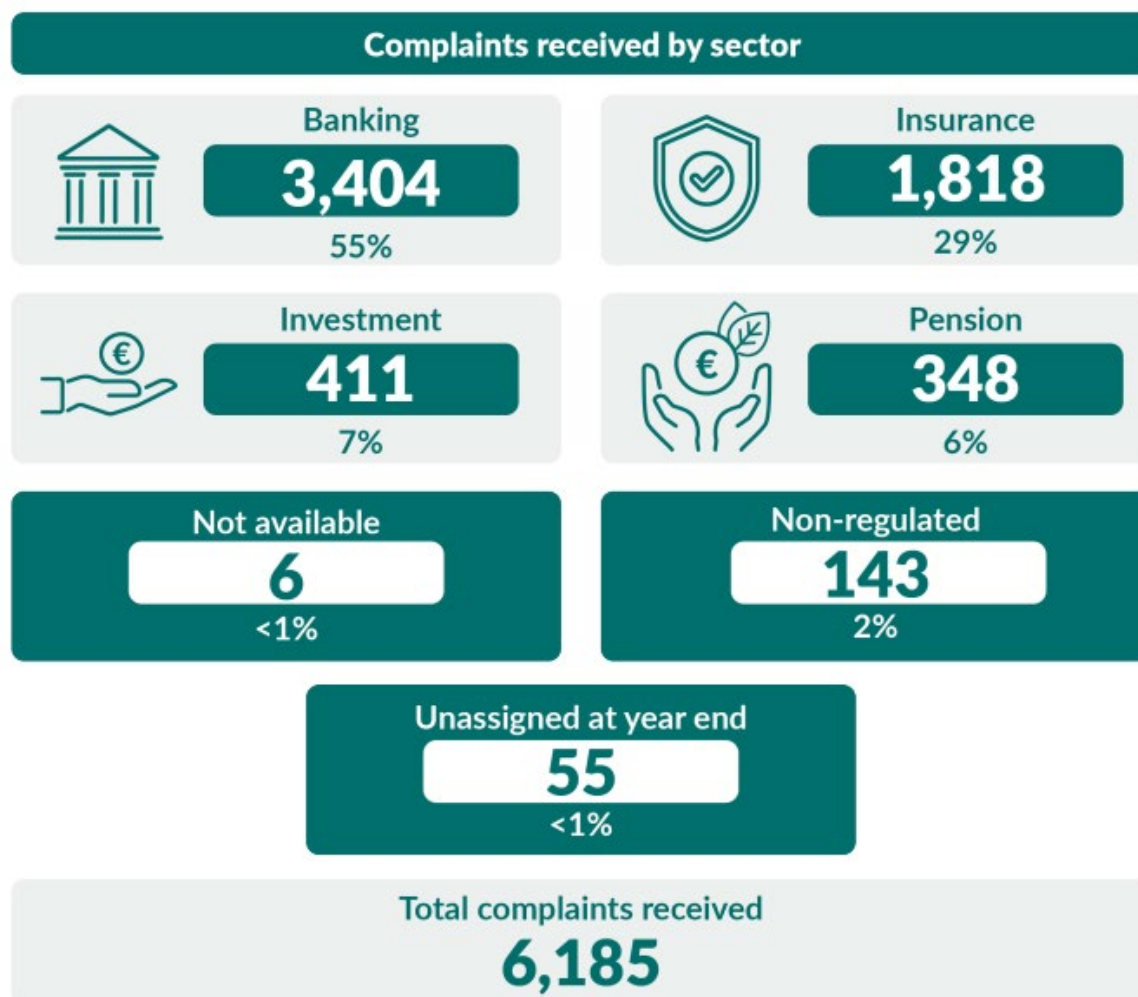 Complaints received by sector
Banking
3,404
55%
Insurance
1,818
29%
Investment
€
411
7%
Pension
€
348
6%
Not available
6
<1%
Non-regulated
143
2%
Unassigned at year end
55
<1%
Total complaints received
6,185